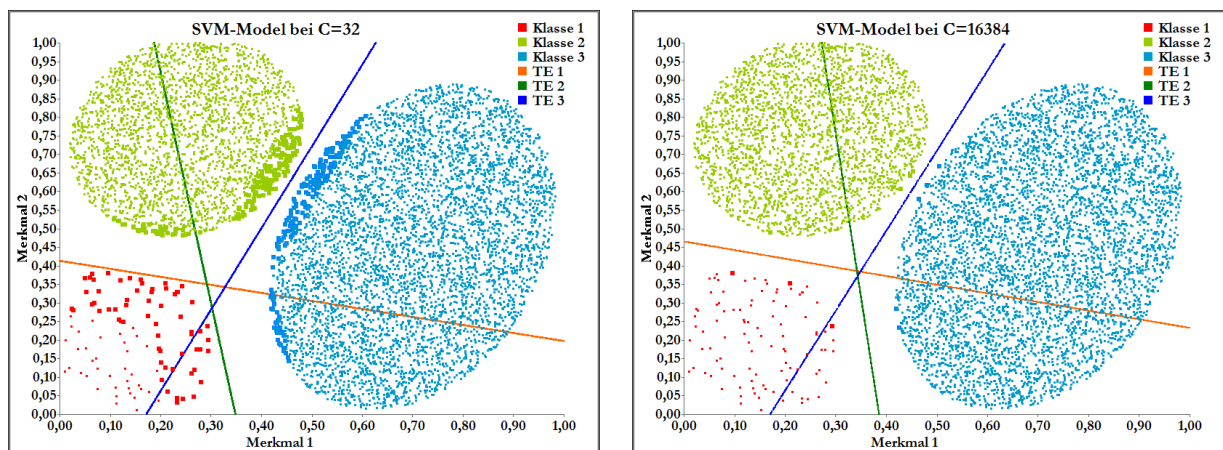 SVM-Model bei C=32
Klasse 1
Klasse 2
Klasse 3
TE 1
TE 2
TE 3
Merkmal 2
1,00
0,95
0,90
0,85
0,80
0,75
0,70
0,65
0,60
0,55
0,50
0,45
0,40
0,35
0,30
0,25
0,20
0,15
0,10
0,05
0,00
0,00 0,10 0,20 0,30 0,40 0,50 0,60 0,70 0,80 0,90 1,00
Merkmal 1
SVM-Model bei C=16384
Klasse 1
Klasse 2
Klasse 3
TE 1
TE 2
TE 3
Merkmal 2
1,00
0,95
0,90
0,85
0,80
0,75
0,70
0,65
0,60
0,55
0,50
0,45
0,40
0,35
0,30
0,25
0,20
0,15
0,10
0,05
0,00
0,00 0,10 0,20 0,30 0,40 0,50 0,60 0,70 0,80 0,90 1,00
Merkmal 1